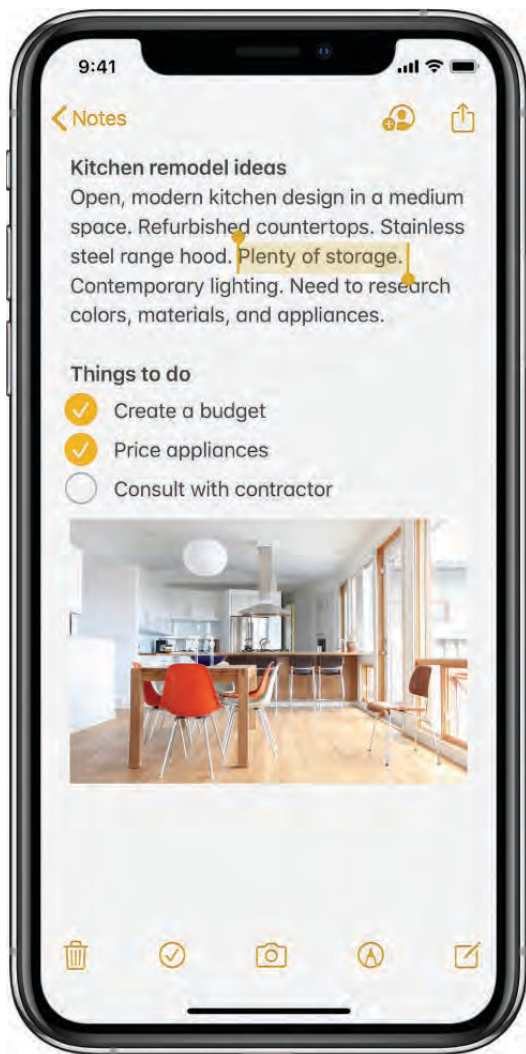 9:41
Notes
Kitchen remodel ideas
Open, modern kitchen design in a medium
space. Refurbished countertops. Stainless
steel range hood. Plenty of storage.
Contemporary lighting. Need to research
colors, materials, and appliances.
Things to do
Create a budget
Price appliances
Consult with contractor